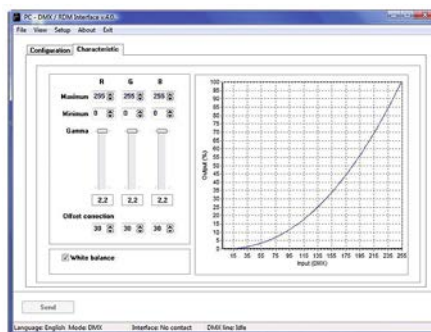 PC - DMX / RDM Interface v.4.0.
File View Setup About Exit
Configuration Characteristic
R G B
Maximum 255 255 255
Minimum 0 0 0
Gamma
2,2 2,2 2,2
Offset correction
30 30 30
White balance
Send
Output (%)
100
95
90
85
80
75
70
65
60
55
50
45
40
35
30
25
20
15
10
5
0
15 35 55 75 95 115 135 155 175 195 215 235 255
Input (DMX)
Language: English Mode: DMX Interface: No contact DMX line: Idle